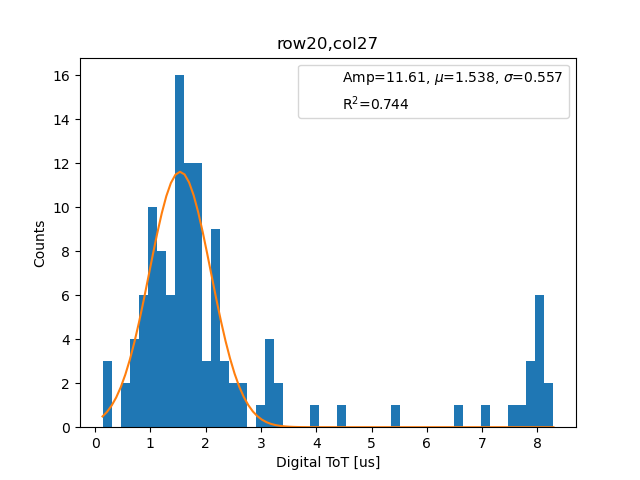 row20,col27
Amp=11.61, μ=1.538, σ=0.557
R²=0.744
16
14
12
10
8
6
4
2
0
Counts
0 1 2 3 4 5 6 7 8
Digital ToT [us]